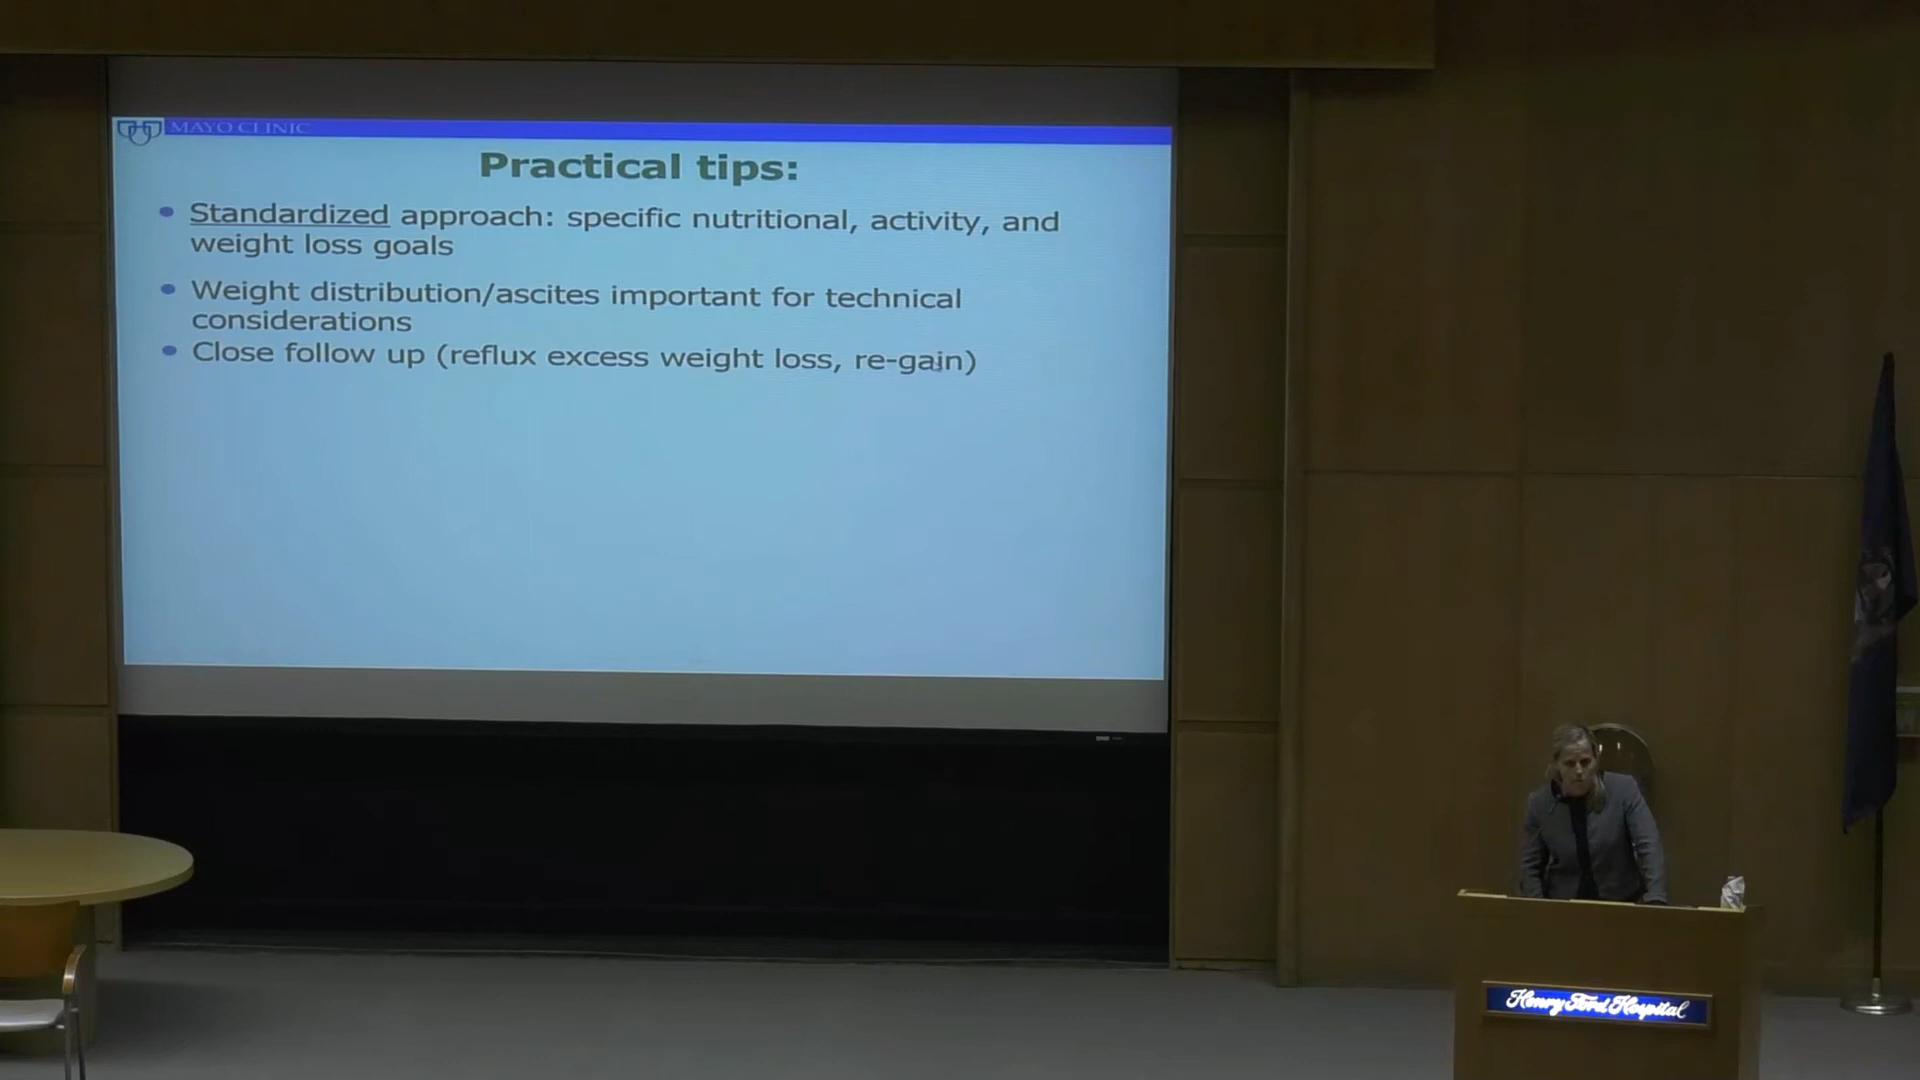 MAYO CLINIC
Practical tips:
• Standardized approach: specific nutritional, activity, and
weight loss goals
• Weight distribution/ascites important for technical
considerations
• Close follow up (reflux excess weight loss, re-gain)
Henry Ford Hospital